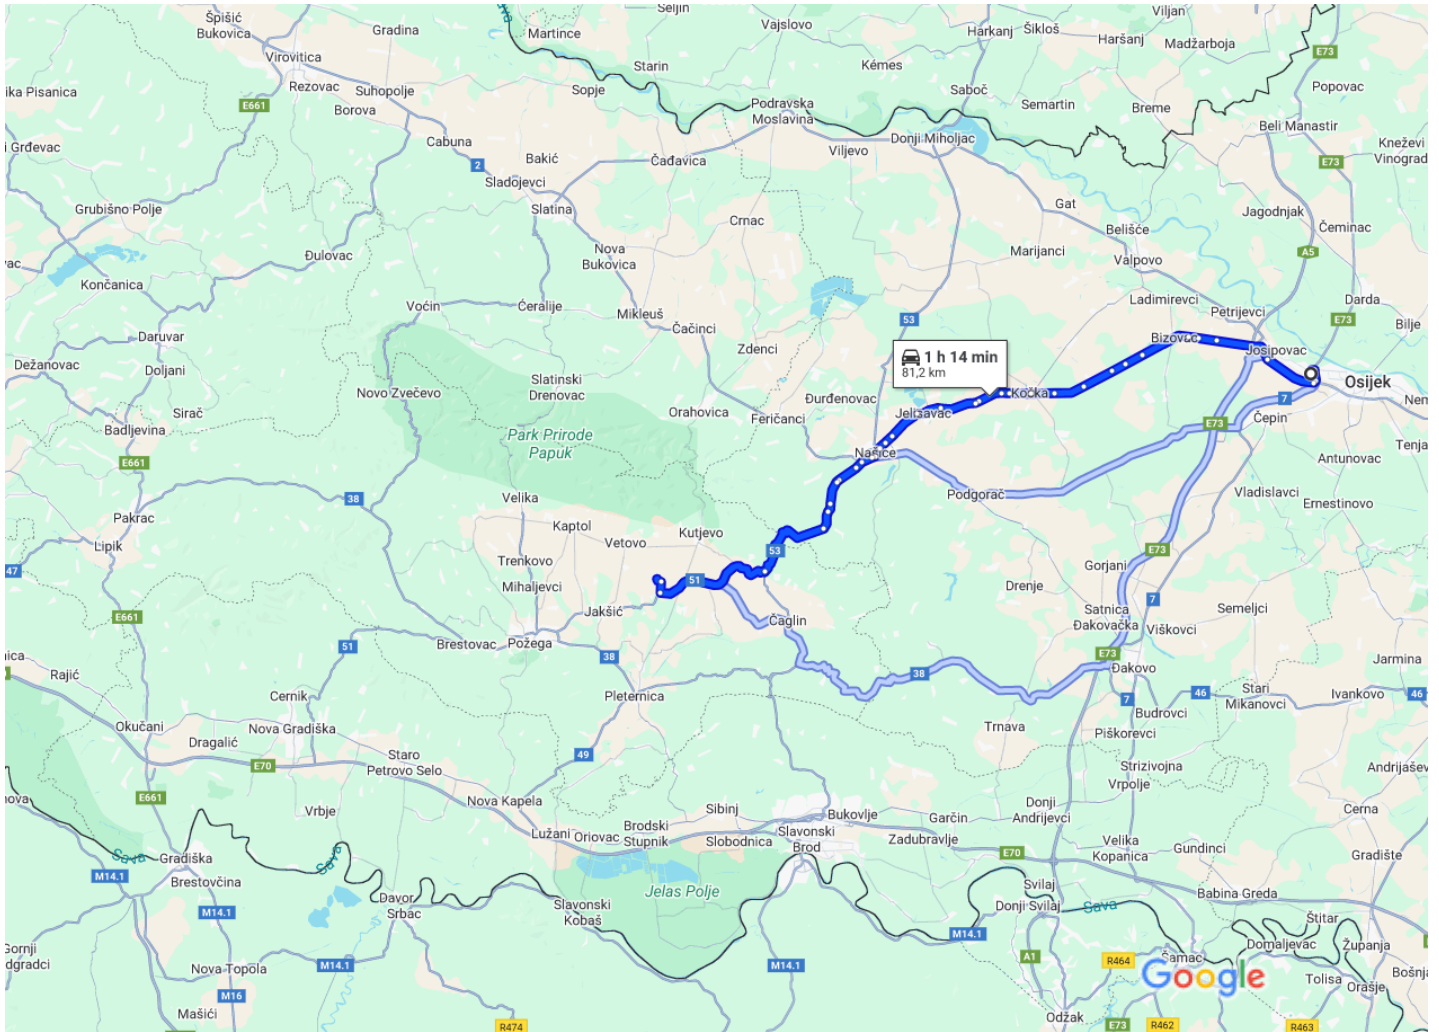 Špišić
Bukovica
Gradina
Martince
Seljin
Vajslovo
Harkanj
Šikloš
Viljan
Haršanj
Madžarboja
E73
Virovitica
Rezovac
Suhopolje
Borova
E661
Starin
Sopje
Kémes
Saboč
Semartin
Breme
Popovac
ika Pisanica
i Grđevac
Cabuna
2
Bakić
Sladojevci
Slatina
Podravska
Moslavina
Čađavica
Viljevo
Donji Miholjac
Beli Manastir
E73
Kneževi
Vinograd
Grubišno Polje
Crnac
Gat
Belišće
Jagodnjak
Čeminac
Đulovac
Nova
Bukovica
Marijanci
Valpovo
A5
Končanica
Voćin
Ćeralije
Mikleuš
Čačinci
53
Ladimirevci
Petrijevci
Darda
E73
Bilje
Daruvar
Dežanovac
Doljani
Zdenci
1 h 14 min
81,2 km
Bizovac
Josipovac
Osijek
Novo Zvečevo
Slatinski
Drenovac
Orahovica
Đurđenovac
Jelisavac
Koška
7
Nem
Sirač
Badljevina
Feričanci
E73
Čepin
Tenja
Park Prirode
Papuk
Našice
Antunovac
E661
38
Velika
Podgorač
Vladislavci
Ernestinovo
Pakrac
Lipik
47
Kaptol
Vetovo
Kutjevo
53
E73
Trenkovo
Mihaljevci
51
Gorjani
Drenje
7
E661
Jakšić
Čaglin
Satnica
Đakovačka
Semeljci
Viškovci
51
Brestovac
Požega
38
38
E73
Đakovo
Jarmina
Rajić
Pleternica
7
46
Stari
Mikanovci
Ivankovo
46
Cernik
Okučani
Nova Gradiška
Dragalić
Budrovci
Trnava
Piškorevci
E70
Staro
Petrovo Selo
49
Strizivojna
Vrpolje
Andrijašev
E661
Vrbje
Nova Kapela
Sibinj
Bukovlje
Garčin
Donji
Andrijevci
Cerna
Lužani
Oriovac
Brodski
Stupnik
Slobodnica
Slavonski
Brod
Zadubravlje
Velika
Kopanica
Gundinci
Gradište
Sava
Gradiška
Sava
E70
M14.1
Brestovčina
Jelas Polje
Svilaj
Donji Svilaj
Sava
Babina Greda
M14.1
Davor
Srbac
Slavonski
Kobaš
M14.1
Štitar
Gornji
Nova Topola
M14.1
M14.1
A1
R464
Šamac
Domaljevac
Županja
M16
Google
Tolisa
Orašje
Bošnja
Mašići
R474
Odžak
E73
R462
R463